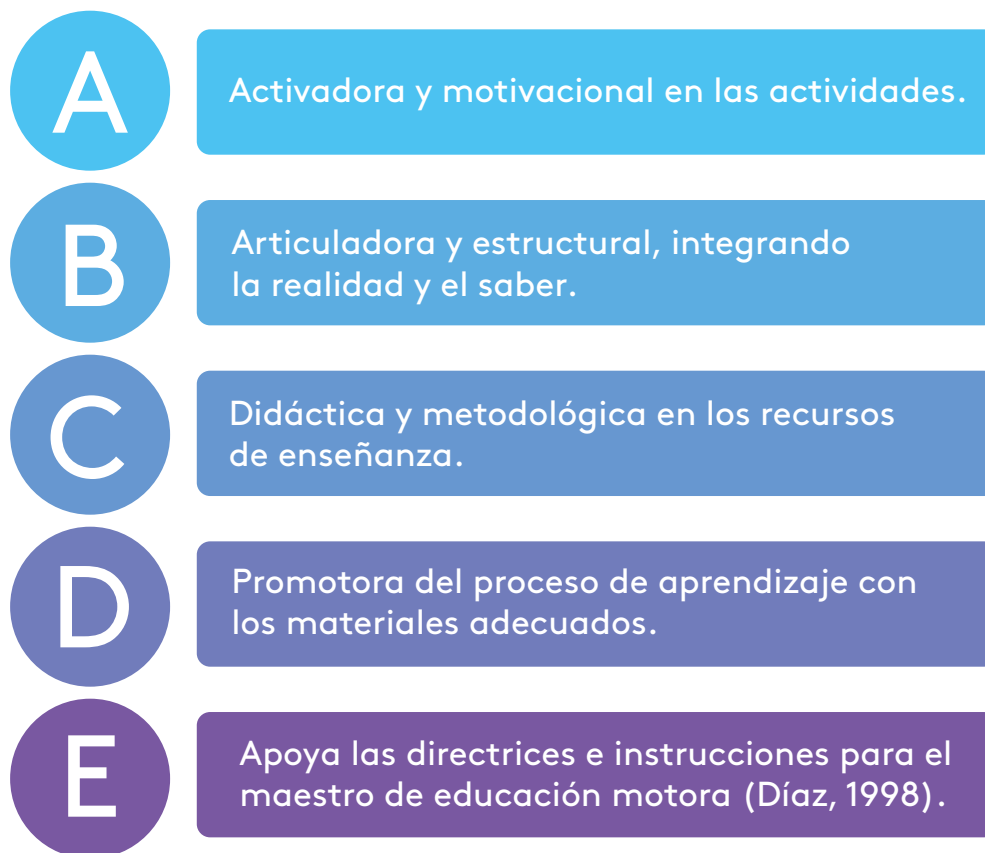 A
Activadora y motivacional en las actividades.
B
Articuladora y estructural, integrando
la realidad y el saber.
C
Didáctica y metodológica en los recursos
de enseñanza.
D
Promotora del proceso de aprendizaje con
los materiales adecuados.
E
Apoya las directrices e instrucciones para el
maestro de educación motora (Díaz, 1998).